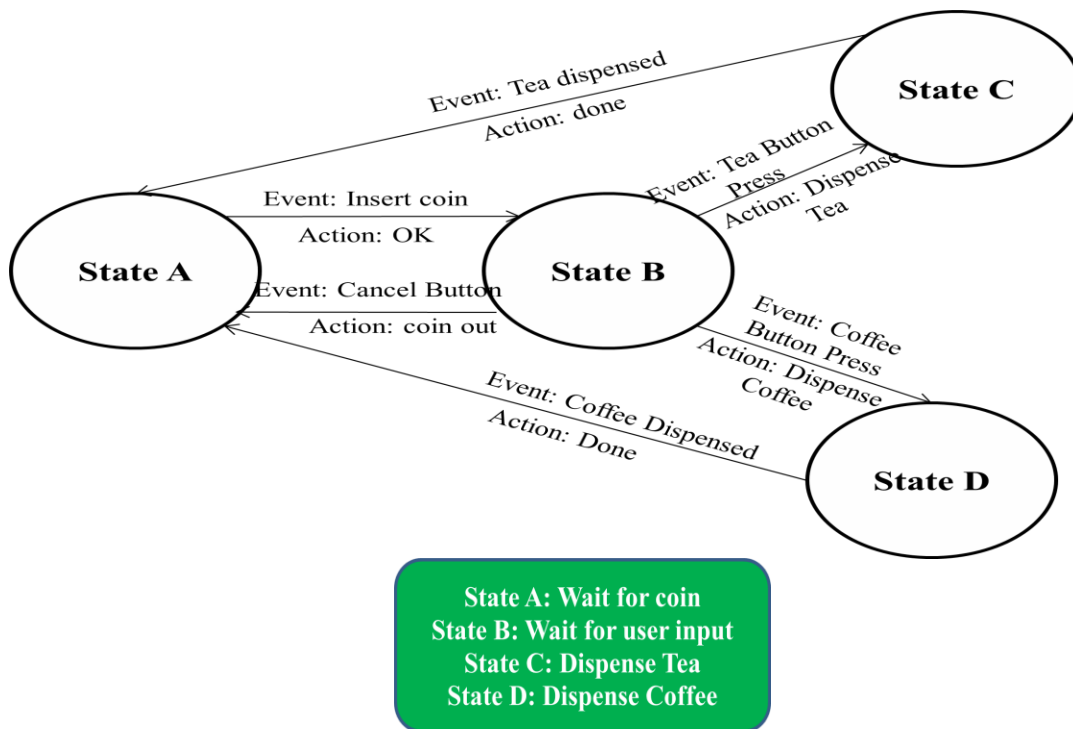 Event: Tea dispensed
Action: done
State C
Event: Tea Button
Press
Action: Dispense
Tea
Event: Insert coin
Action: OK
State A
State B
Event: Cancel Button
Action: coin out
Event: Coffee
Button Press
Action: Dispense
Coffee
Event: Coffee Dispensed
Action: Done
State D
State A: Wait for coin
State B: Wait for user input
State C: Dispense Tea
State D: Dispense Coffee